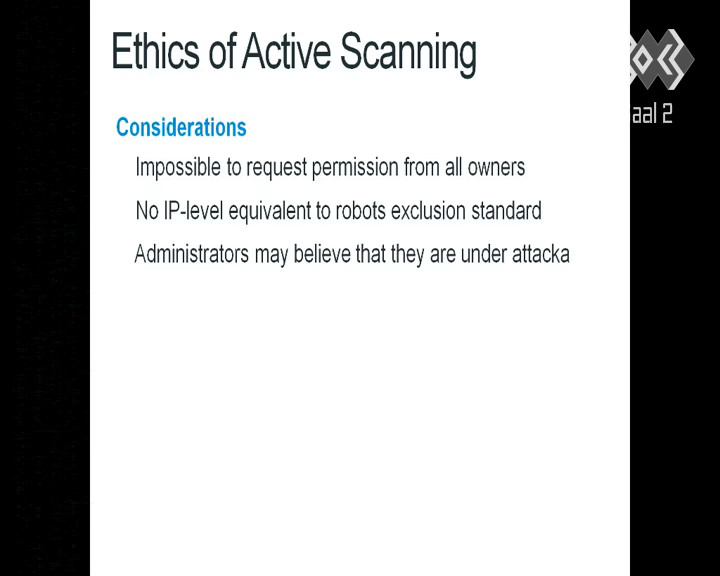 Ethics of Active Scanning
Considerations
Impossible to request permission from all owners
No IP-level equivalent to robots exclusion standard
Administrators may believe that they are under attacka
aal 2